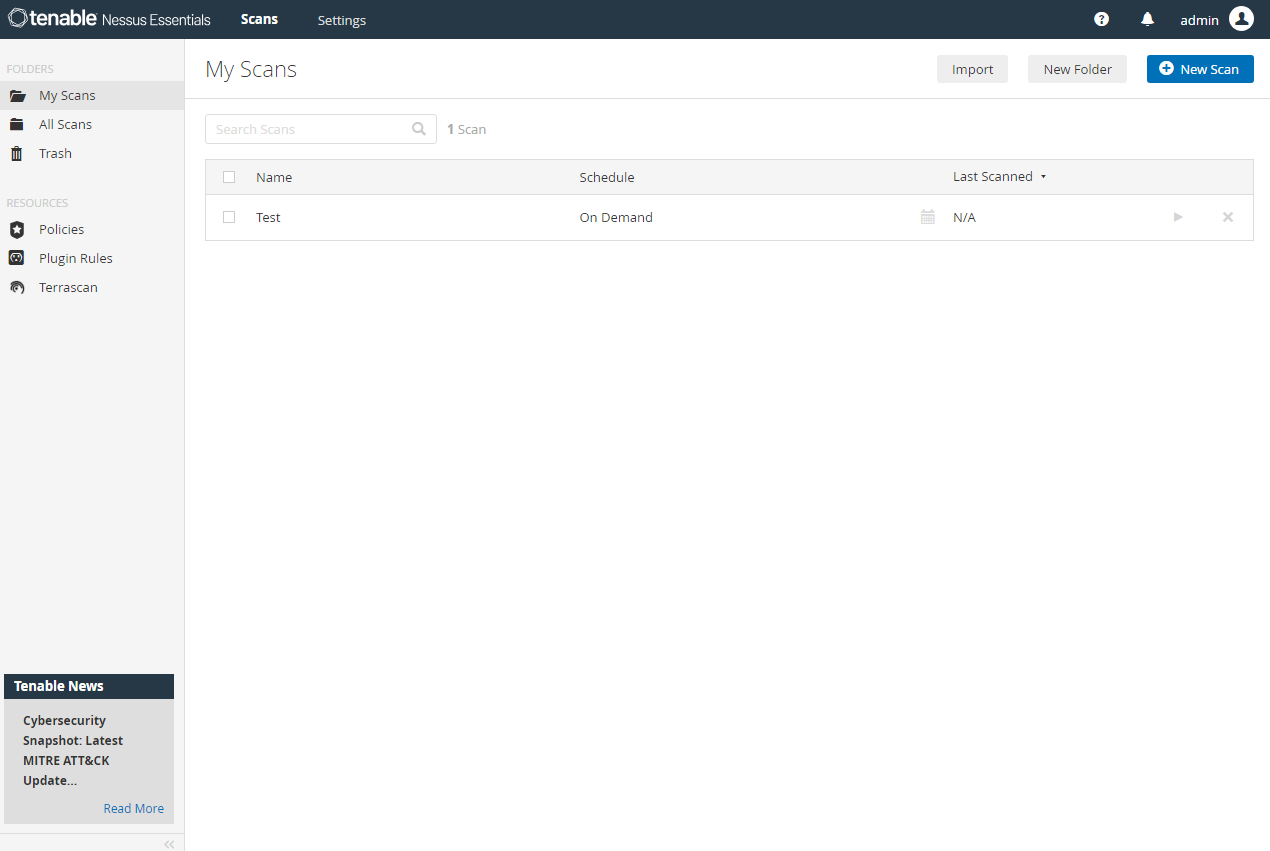 tenable Nessus Essentials Scans Settings ? admin
FOLDERS
My Scans
All Scans
Trash
RESOURCES
Policies
Plugin Rules
Terrascan
Tenable News
Cybersecurity
Snapshot: Latest
MITRE ATT&CK
Update...
Read More
My Scans Import New Folder New Scan
Search Scans 1 Scan
Name Schedule Last Scanned
Test On Demand N/A